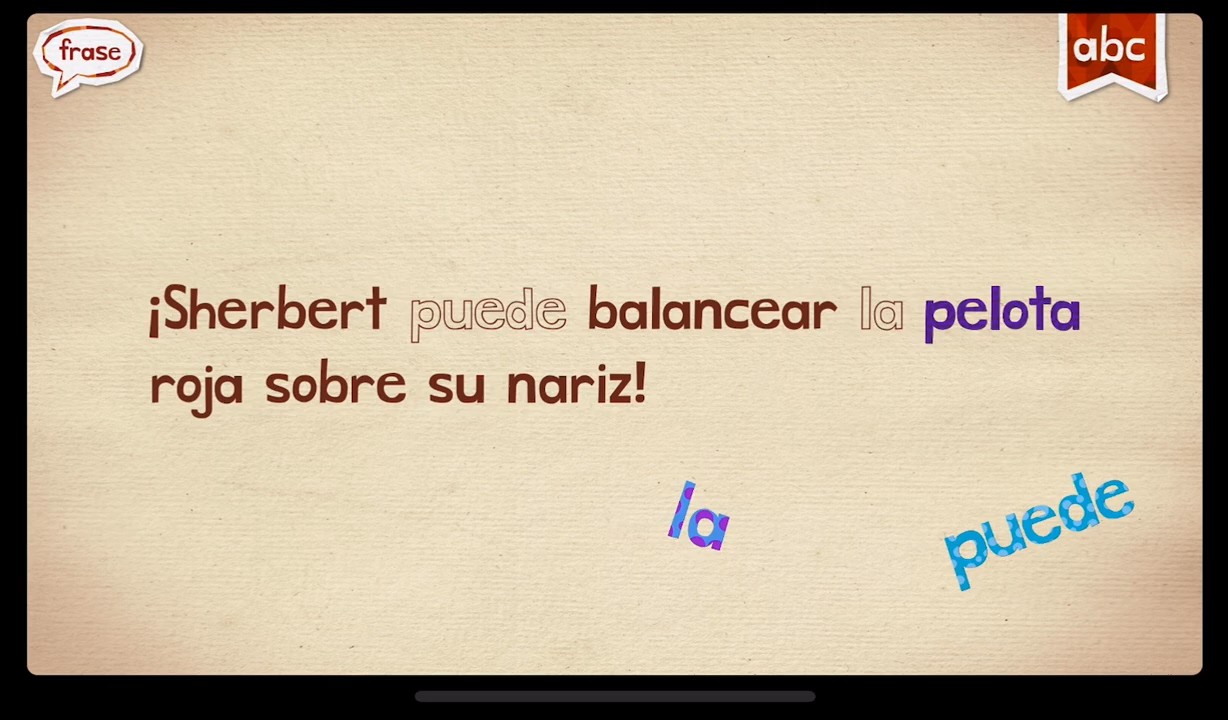 frase
abc
¡Sherbert puede balancear la pelota
roja sobre su nariz!
la
puede